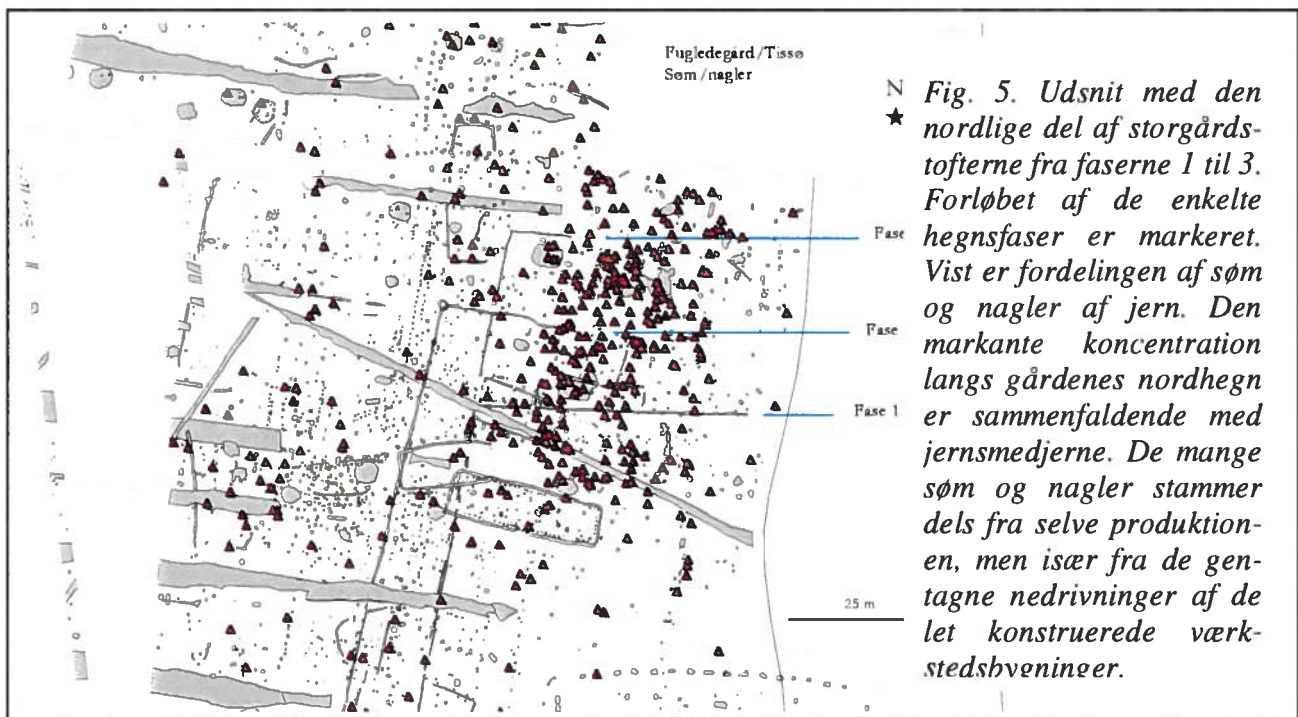 Fugledegård/Tissø
Søm/nagler
N
Fase
Fase
Fase 1
25 m
Fig. 5. Udsnit med den
nordlige del af storgårds-
tofterne fra faserne 1 til 3.
Forløbet af de enkelte
hegnsfaser er markeret.
Vist er fordelingen af søm
og nagler af jern. Den
markante koncentration
langs gårdenes nordhegn
er sammenfaldende med
jernsmedjerne. De mange
søm og nagler stammer
dels fra selve produktion-
en, men især fra de gen-
tagne nedrivninger af de
let konstruerede værk-
stedsbygninger.